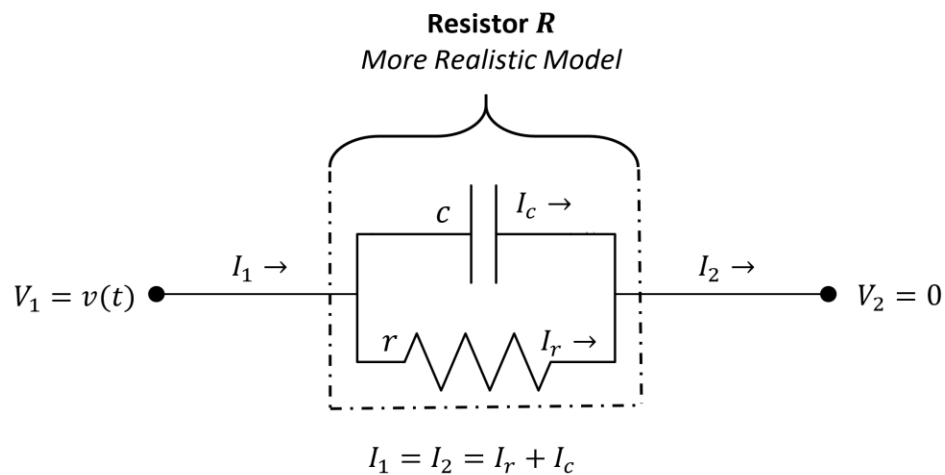 Resistor R
More Realistic Model
c
I_c →
I_1 →
I_2 →
V_1 = v(t)
V_2 = 0
r
I_r →
I_1 = I_2 = I_r + I_c